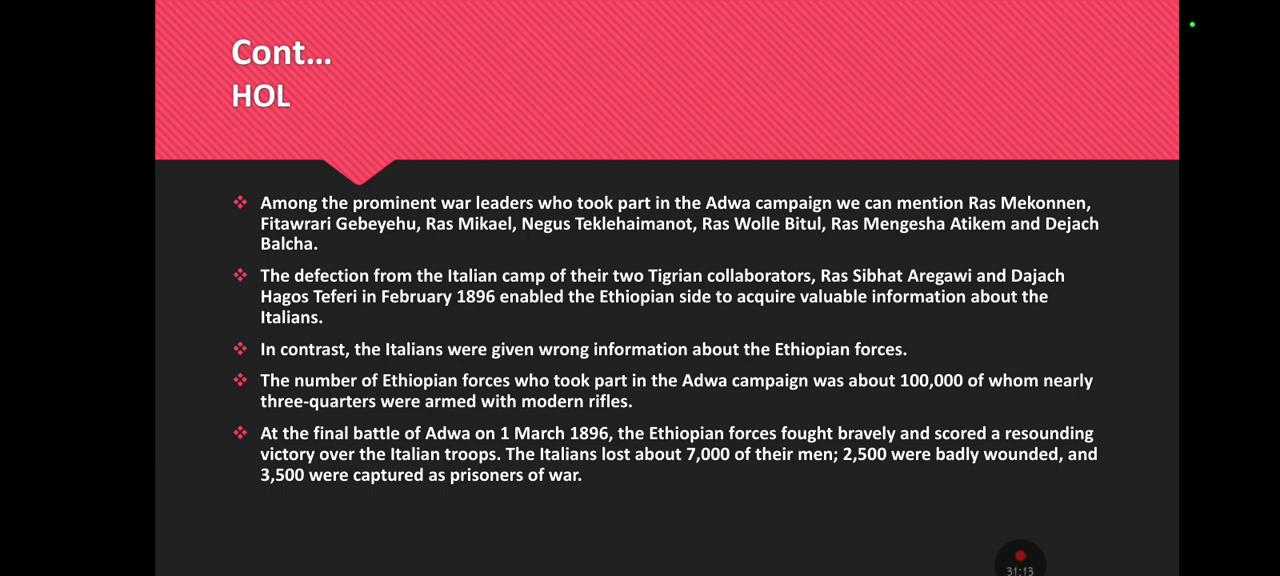 Cont...
HOL
Among the prominent war leaders who took part in the Adwa campaign we can mention Ras Mekonnen,
Fitawrari Gebeyehu, Ras Mikael, Negus Teklehaimanot, Ras Wolle Bitul, Ras Mengesha Atikem and Dejach
Balcha.
The defection from the Italian camp of their two Tigrian collaborators, Ras Sibhat Aregawi and Dajach
Hagos Teferi in February 1896 enabled the Ethiopian side to acquire valuable information about the
Italians.
In contrast, the Italians were given wrong information about the Ethiopian forces.
The number of Ethiopian forces who took part in the Adwa campaign was about 100,000 of whom nearly
three-quarters were armed with modern rifles.
At the final battle of Adwa on 1 March 1896, the Ethiopian forces fought bravely and scored a resounding
victory over the Italian troops. The Italians lost about 7,000 of their men; 2,500 were badly wounded, and
3,500 were captured as prisoners of war.
31:13